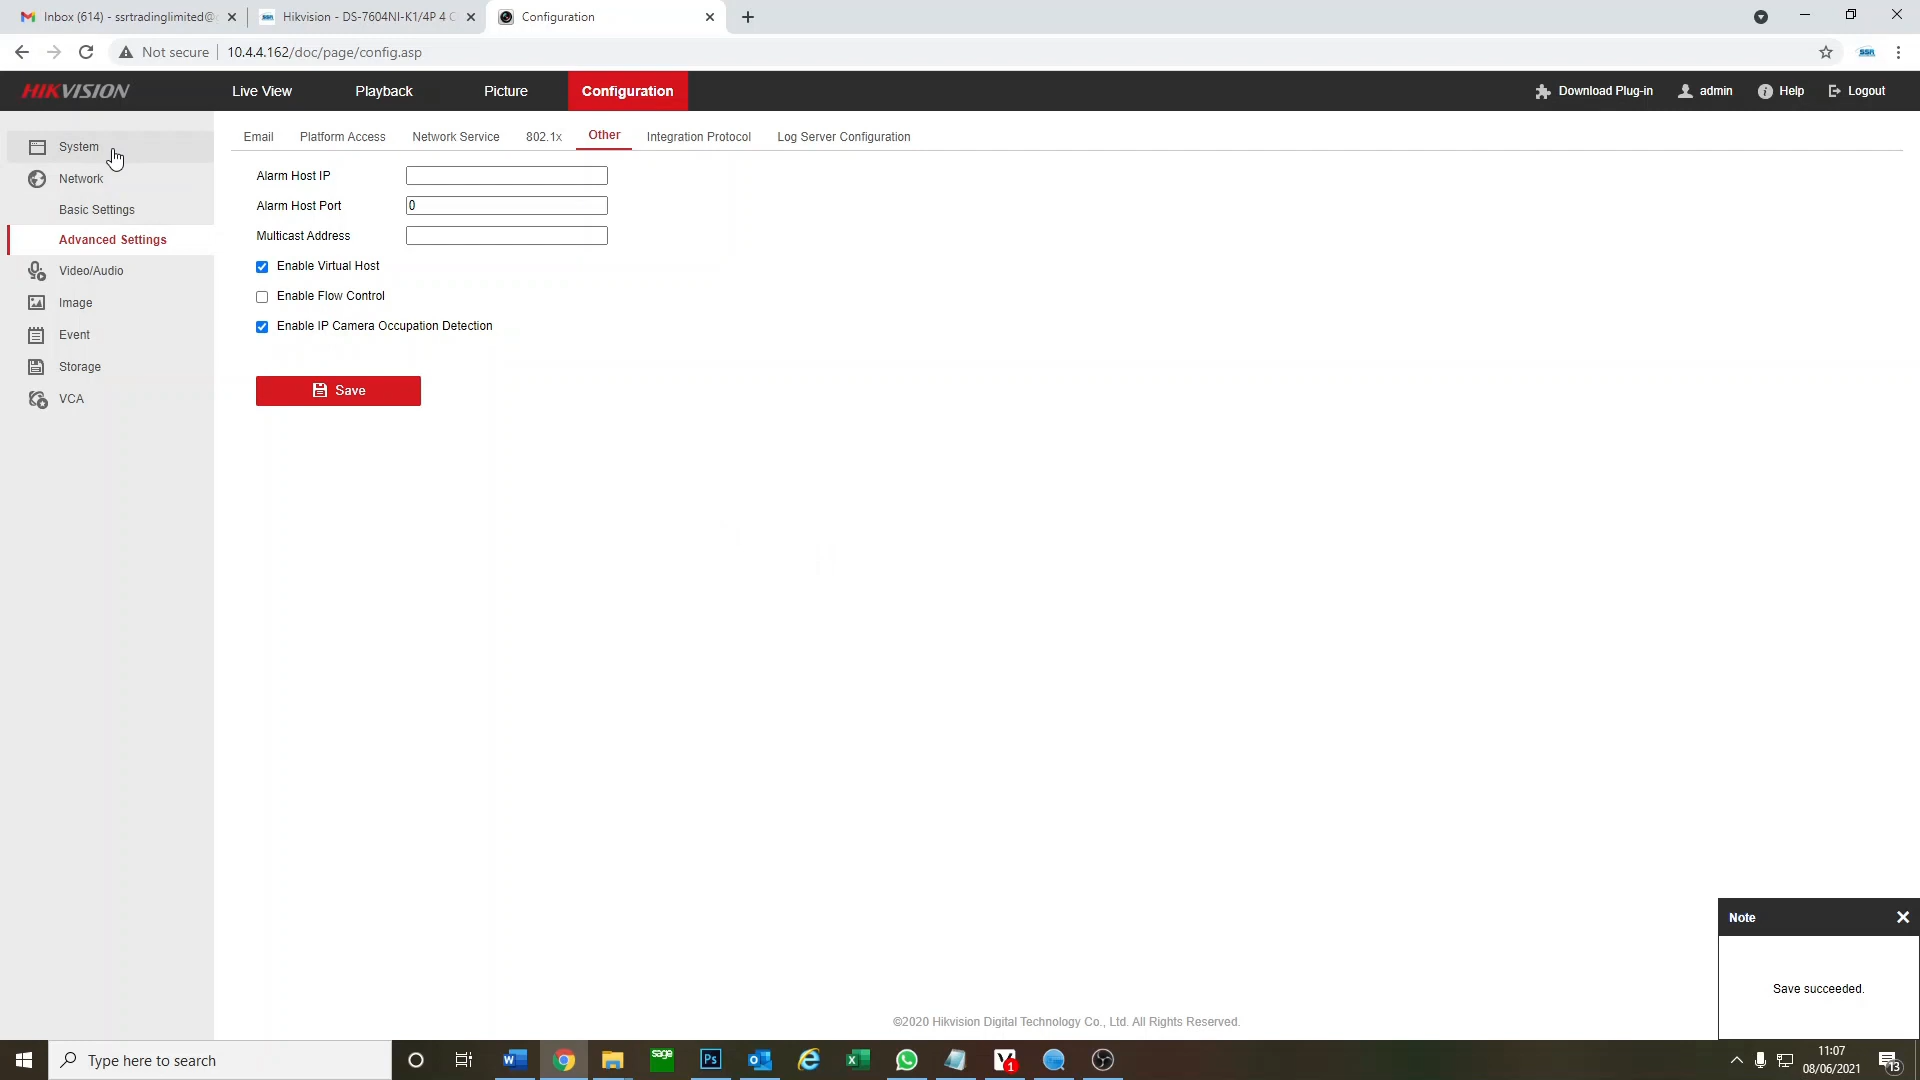 Inbox (614) - ssrtradinglimited@
Hikvision - DS-7604NI-K1/4P 4 C
Configuration
Not secure
10.4.4.162/doc/page/config.asp
SSR
HIKVISION
Live View
Playback
Picture
Configuration
Download Plug-in
admin
Help
Logout
System
Network
Basic Settings
Advanced Settings
Video/Audio
Image
Event
Storage
VCA
Email
Platform Access
Network Service
802.1x
Other
Integration Protocol
Log Server Configuration
Alarm Host IP
Alarm Host Port
0
Multicast Address
Enable Virtual Host
Enable Flow Control
Enable IP Camera Occupation Detection
Save
Note
Save succeeded.
©2020 Hikvision Digital Technology Co., Ltd. All Rights Reserved.
Type here to search
sage
Ps
1
11:07
08/06/2021
13